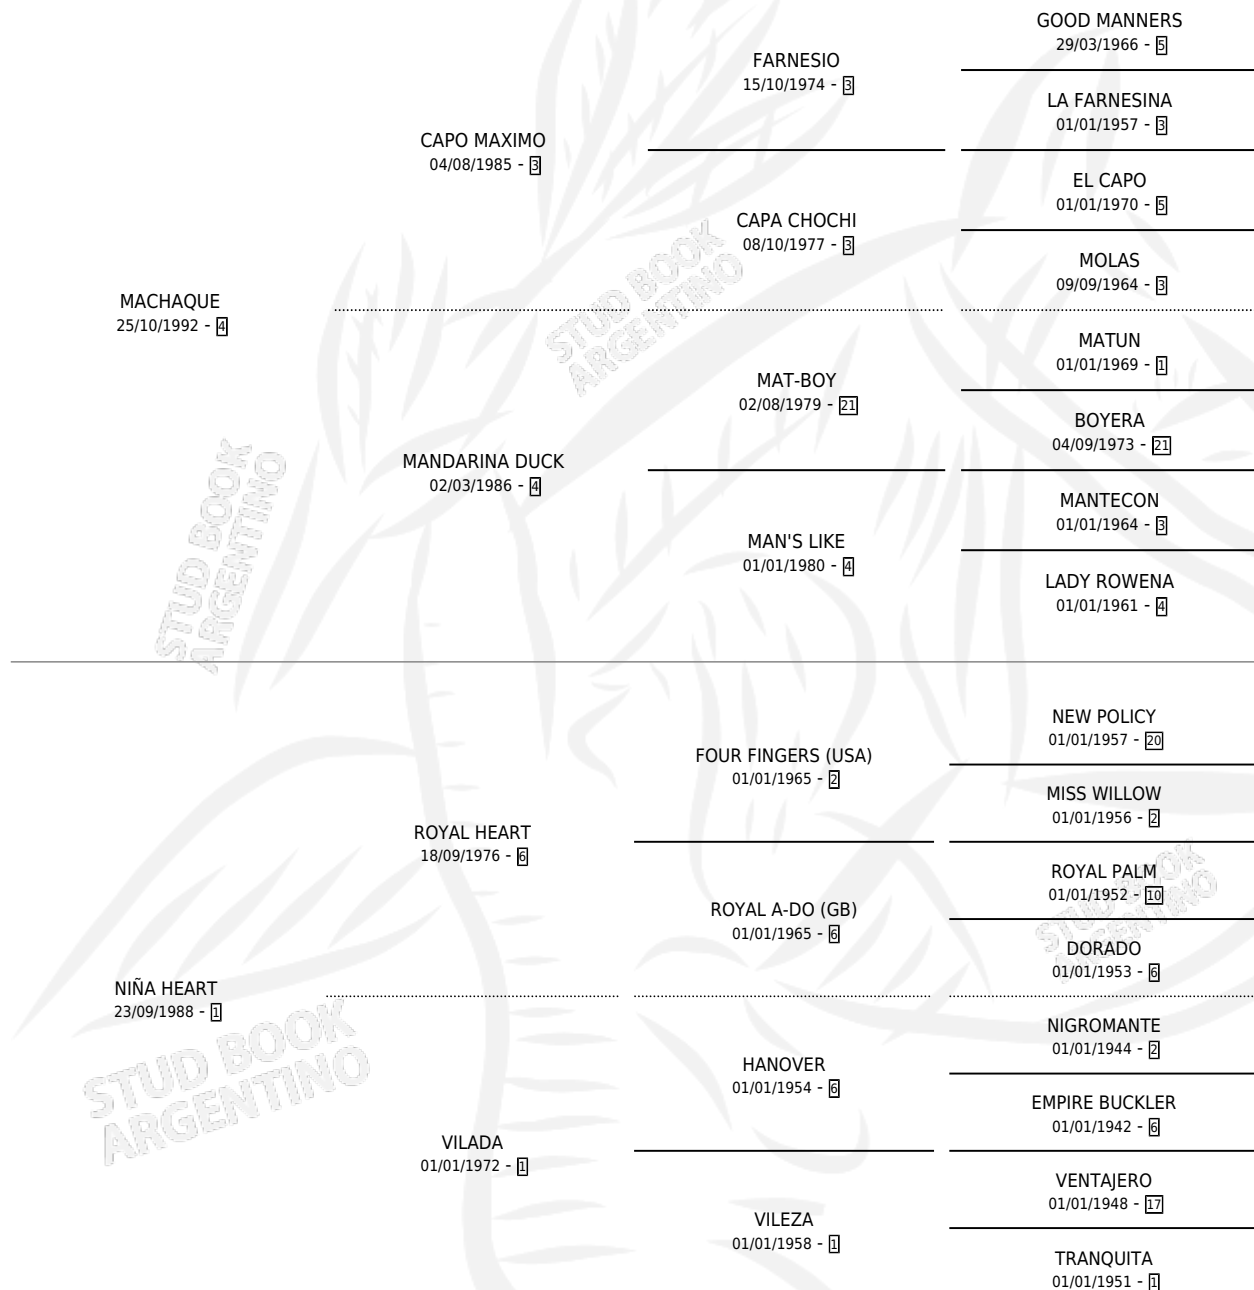 GOOD MANNERS
29/03/1966 - 5
FARNESIO
15/10/1974 - 3
LA FARNESINA
01/01/1957 - 3
CAPO MAXIMO
04/08/1985 - 3
EL CAPO
01/01/1970 - 5
CAPA CHOCHI
08/10/1977 - 3
MOLAS
09/09/1964 - 3
MACHAQUE
25/10/1992 - 4
STUD BOOK
ARGENTINO
MATUN
01/01/1969 - 1
MAT-BOY
02/08/1979 - 21
BOYERA
04/09/1973 - 21
MANDARINA DUCK
02/03/1986 - 4
MANTECON
01/01/1964 - 3
MAN'S LIKE
01/01/1980 - 4
LADY ROWENA
01/01/1961 - 4
STUD BOOK
ARGENTINO
NEW POLICY
01/01/1957 - 20
FOUR FINGERS (USA)
01/01/1965 - 2
MISS WILLOW
01/01/1956 - 2
ROYAL HEART
18/09/1976 - 6
ROYAL PALM
01/01/1952 - 10
ROYAL A-DO (GB)
01/01/1965 - 6
STUD BOOK
ARGENTINO
DORADO
01/01/1953 - 6
NIÑA HEART
23/09/1988 - 1
STUD BOOK
ARGENTINO
NIGROMANTE
01/01/1944 - 2
HANOVER
01/01/1954 - 6
EMPIRE BUCKLER
01/01/1942 - 6
VILADA
01/01/1972 - 1
VENTAJERO
01/01/1948 - 17
VILEZA
01/01/1958 - 1
TRANQUITA
01/01/1951 - 1